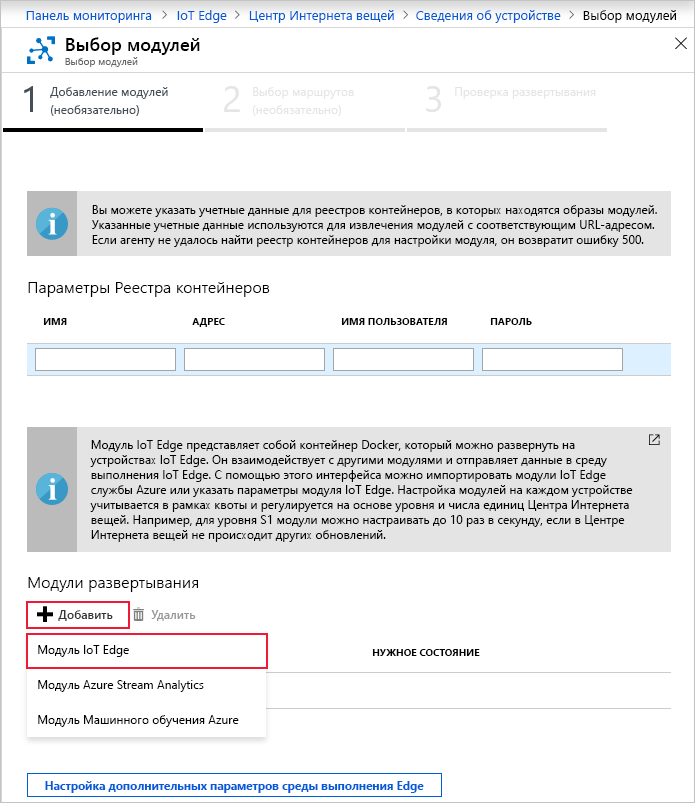 Панель мониторинга > IoT Edge > Центр Интернета вещей > Сведения об устройстве > Выбор модулей
Выбор модулей
Выбор модулей
1 Добавление модулей (необязательно)
2 Выбор маршрутов (необязательно)
3 Проверка развертывания
Вы можете указать учетные данные для реестров контейнеров, в которых находятся образы модулей.
Указанные учетные данные используются для извлечения модулей с соответствующим URL-адресом.
Если агенту не удалось найти реестр контейнеров для настройки модуля, он возвратит ошибку 500.
Параметры Реестра контейнеров
ИМЯ АДРЕС ИМЯ ПОЛЬЗОВАТЕЛЯ ПАРОЛЬ
Модуль IoT Edge представляет собой контейнер Docker, который можно развернуть на
устройствах IoT Edge. Он взаимодействует с другими модулями и отправляет данные в среду
выполнения IoT Edge. С помощью этого интерфейса можно импортировать модули IoT Edge
службы Azure или указать параметры модуля IoT Edge. Настройка модулей на каждом устройстве
учитывается в рамках квоты и регулируется на основе уровня и числа единиц Центра Интернета
вещей. Например, для уровня S1 модули можно настраивать до 10 раз в секунду, если в Центре
Интернета вещей не происходит других обновлений.
Модули развертывания
Добавить Удалить
Модуль IoT Edge
НУЖНОЕ СОСТОЯНИЕ
Модуль Azure Stream Analytics
Модуль Машинного обучения Azure
Настройка дополнительных параметров среды выполнения Edge